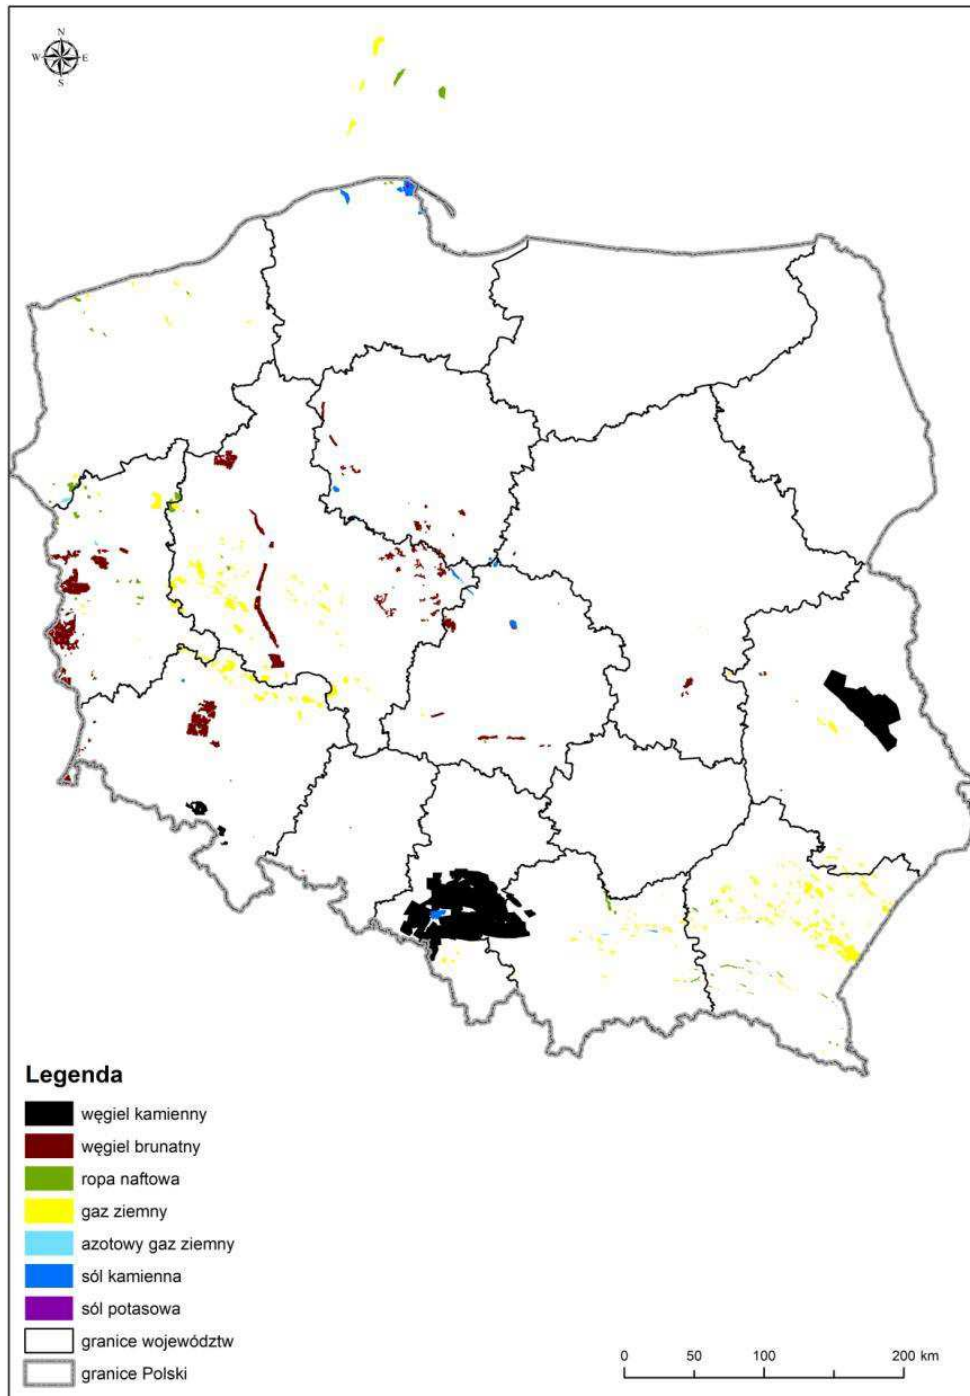 N
W E
S
Legenda
węgiel kamienny
węgiel brunatny
ropa naftowa
gaz ziemny
azotowy gaz ziemny
sól kamienna
sól potasowa
granice województw
granice Polski
0 50 100 200 km